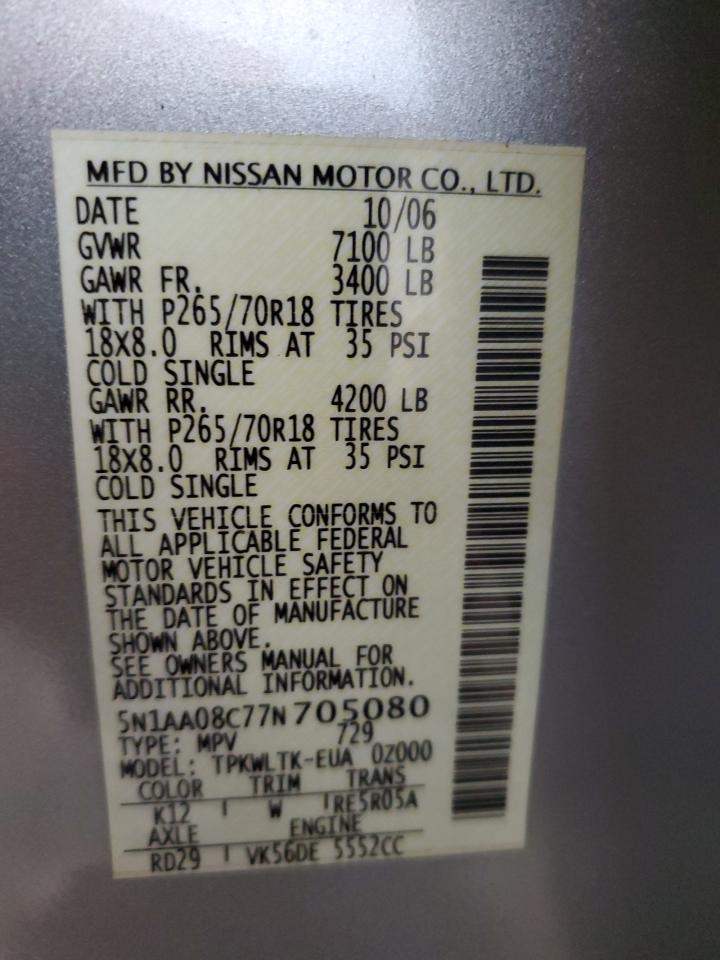 MFD BY NISSAN MOTOR CO., LTD.
DATE 10/06
GVWR 7100 LB
GAWR FR. 3400 LB
WITH P265/70R18 TIRES
18X8.0 RIMS AT 35 PSI
COLD SINGLE
GAWR RR. 4200 LB
WITH P265/70R18 TIRES
18X8.0 RIMS AT 35 PSI
COLD SINGLE
THIS VEHICLE CONFORMS TO
ALL APPLICABLE FEDERAL
MOTOR VEHICLE SAFETY
STANDARDS IN EFFECT ON
THE DATE OF MANUFACTURE
SHOWN ABOVE.
SEE OWNERS MANUAL FOR
ADDITIONAL INFORMATION.
5N1AA08C77N705080
TYPE: MPV 729
MODEL: TPKWLTK-EUA 0Z000
COLOR TRIM TRANS
K12 W RE5R05A
AXLE ENGINE
RD29 VK56DE 5552CC